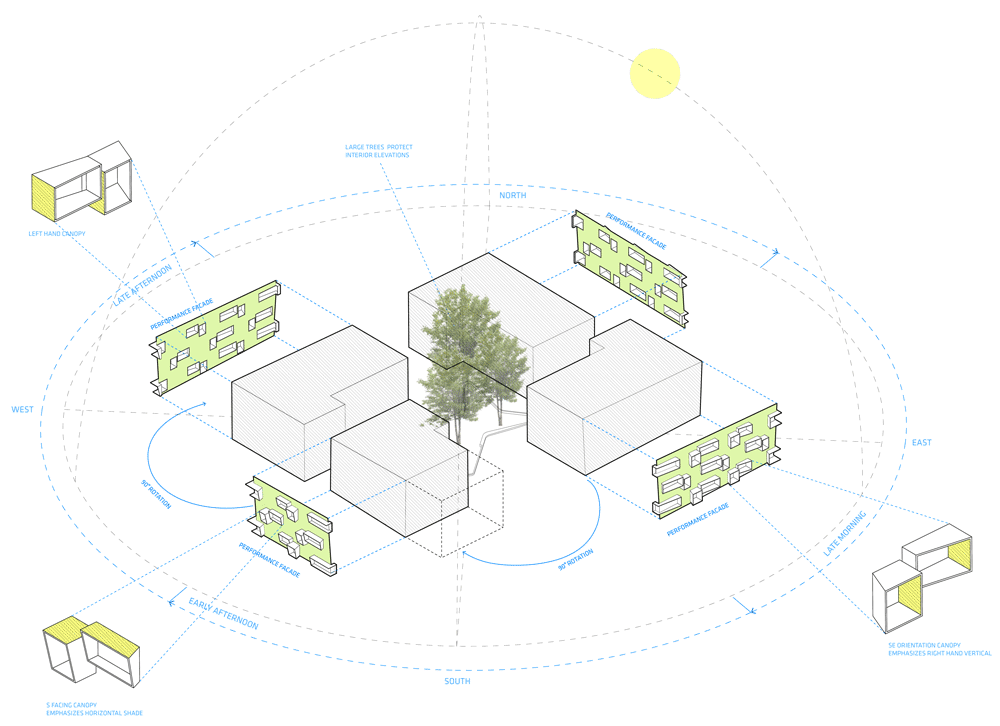 LARGE TREES PROTECT
INTERIOR ELEVATIONS
NORTH
PERFORMANCE FACADE
LEFT HAND CANOPY
LATE AFTERNOON
PERFORMANCE FACADE
WEST
EAST
90° ROTATION
PERFORMANCE FACADE
LATE MORNING
PERFORMANCE FACADE
90° ROTATION
EARLY AFTERNOON
SE ORIENTATION CANOPY
EMPHASIZES RIGHT HAND VERTICAL
SOUTH
S FACING CANOPY
EMPHASIZES HORIZONTAL SHADE